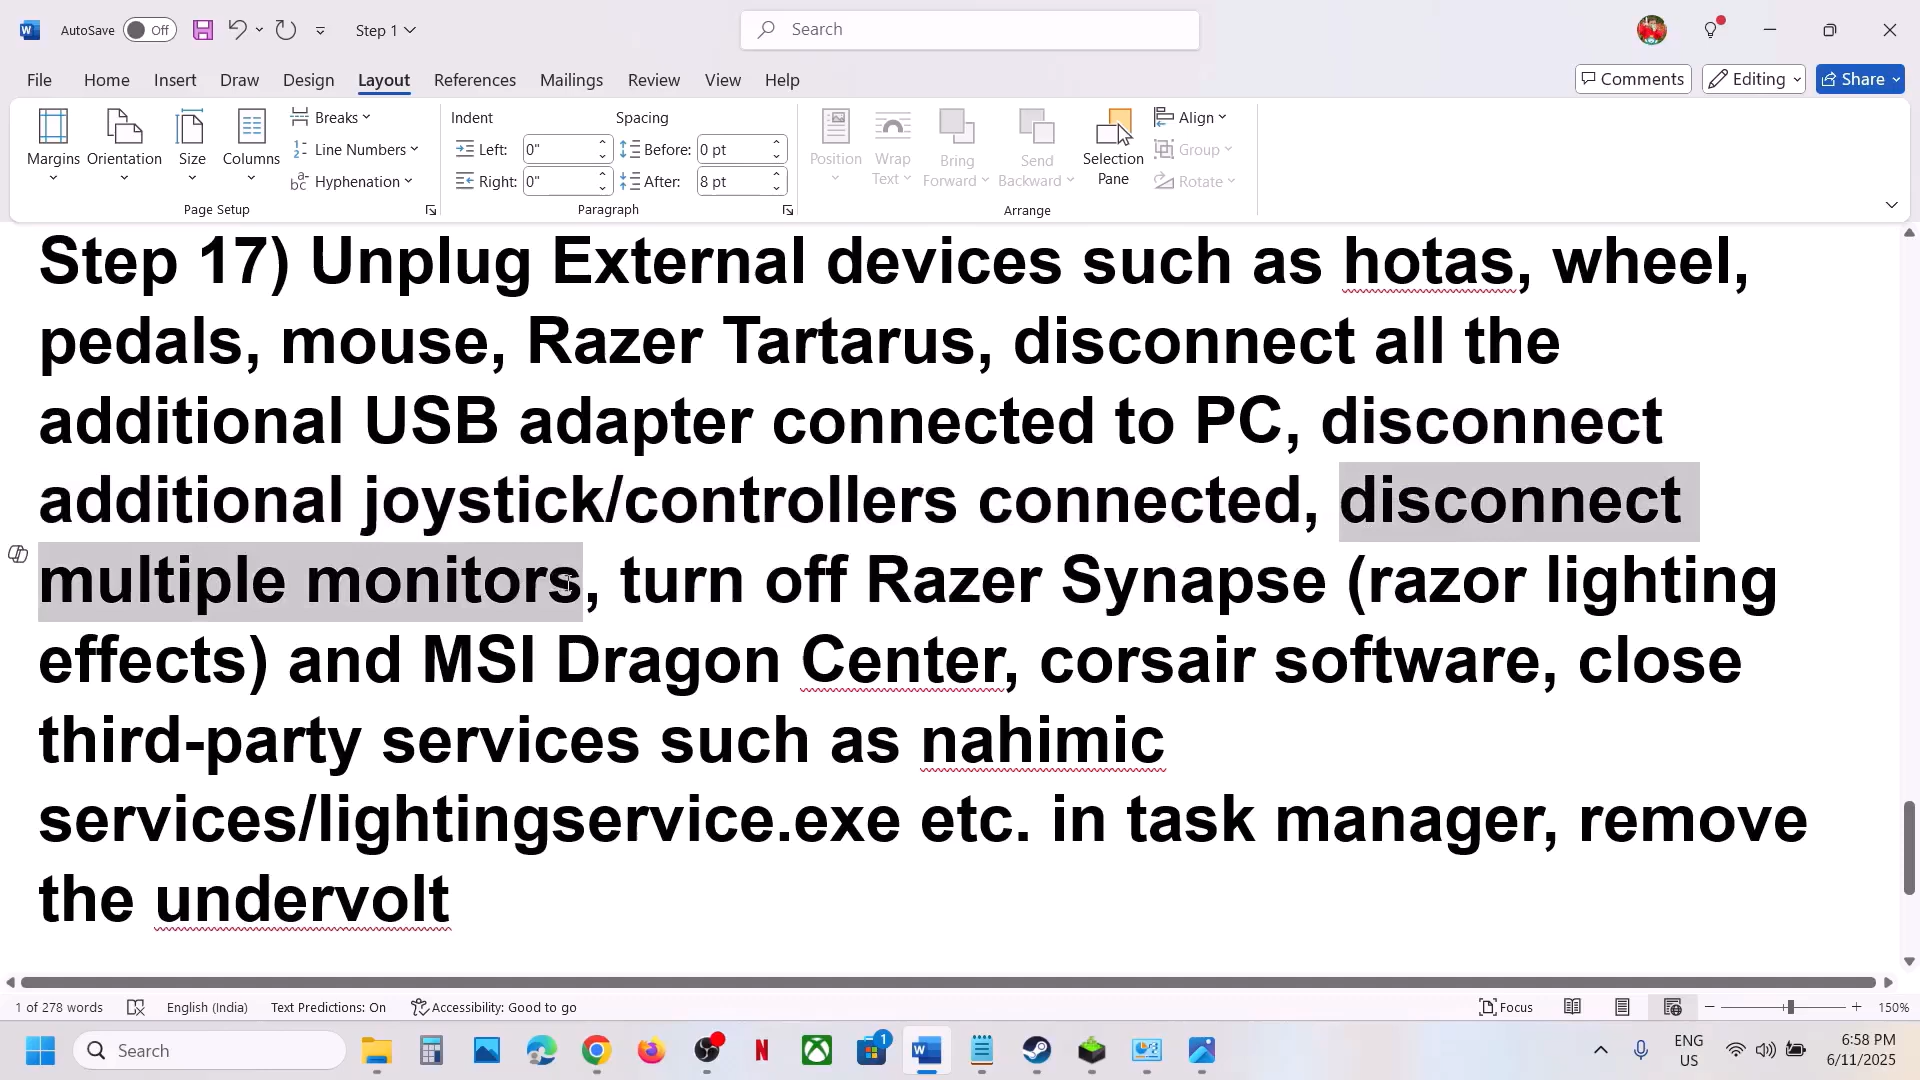 AutoSave Off Step 1 Search
File Home Insert Draw Design Layout References Mailings Review View Help Comments Editing Share
Margins Orientation Size Columns Breaks Line Numbers Hyphenation Page Setup
Indent Spacing
Left: 0" Before: 0 pt
Right: 0" After: 8 pt
Paragraph
Position Wrap Text Bring Forward Send Backward Selection Pane Align Group Rotate
Arrange
Step 17) Unplug External devices such as hotas, wheel,
pedals, mouse, Razer Tartarus, disconnect all the
additional USB adapter connected to PC, disconnect
additional joystick/controllers connected, disconnect
multiple monitors, turn off Razer Synapse (razor lighting
effects) and MSI Dragon Center, corsair software, close
third-party services such as nahimic
services/lightingservice.exe etc. in task manager, remove
the undervolt
1 of 278 words English (India) Text Predictions: On Accessibility: Good to go Focus 150%
Search 1 ENG US 6:58 PM 6/11/2025